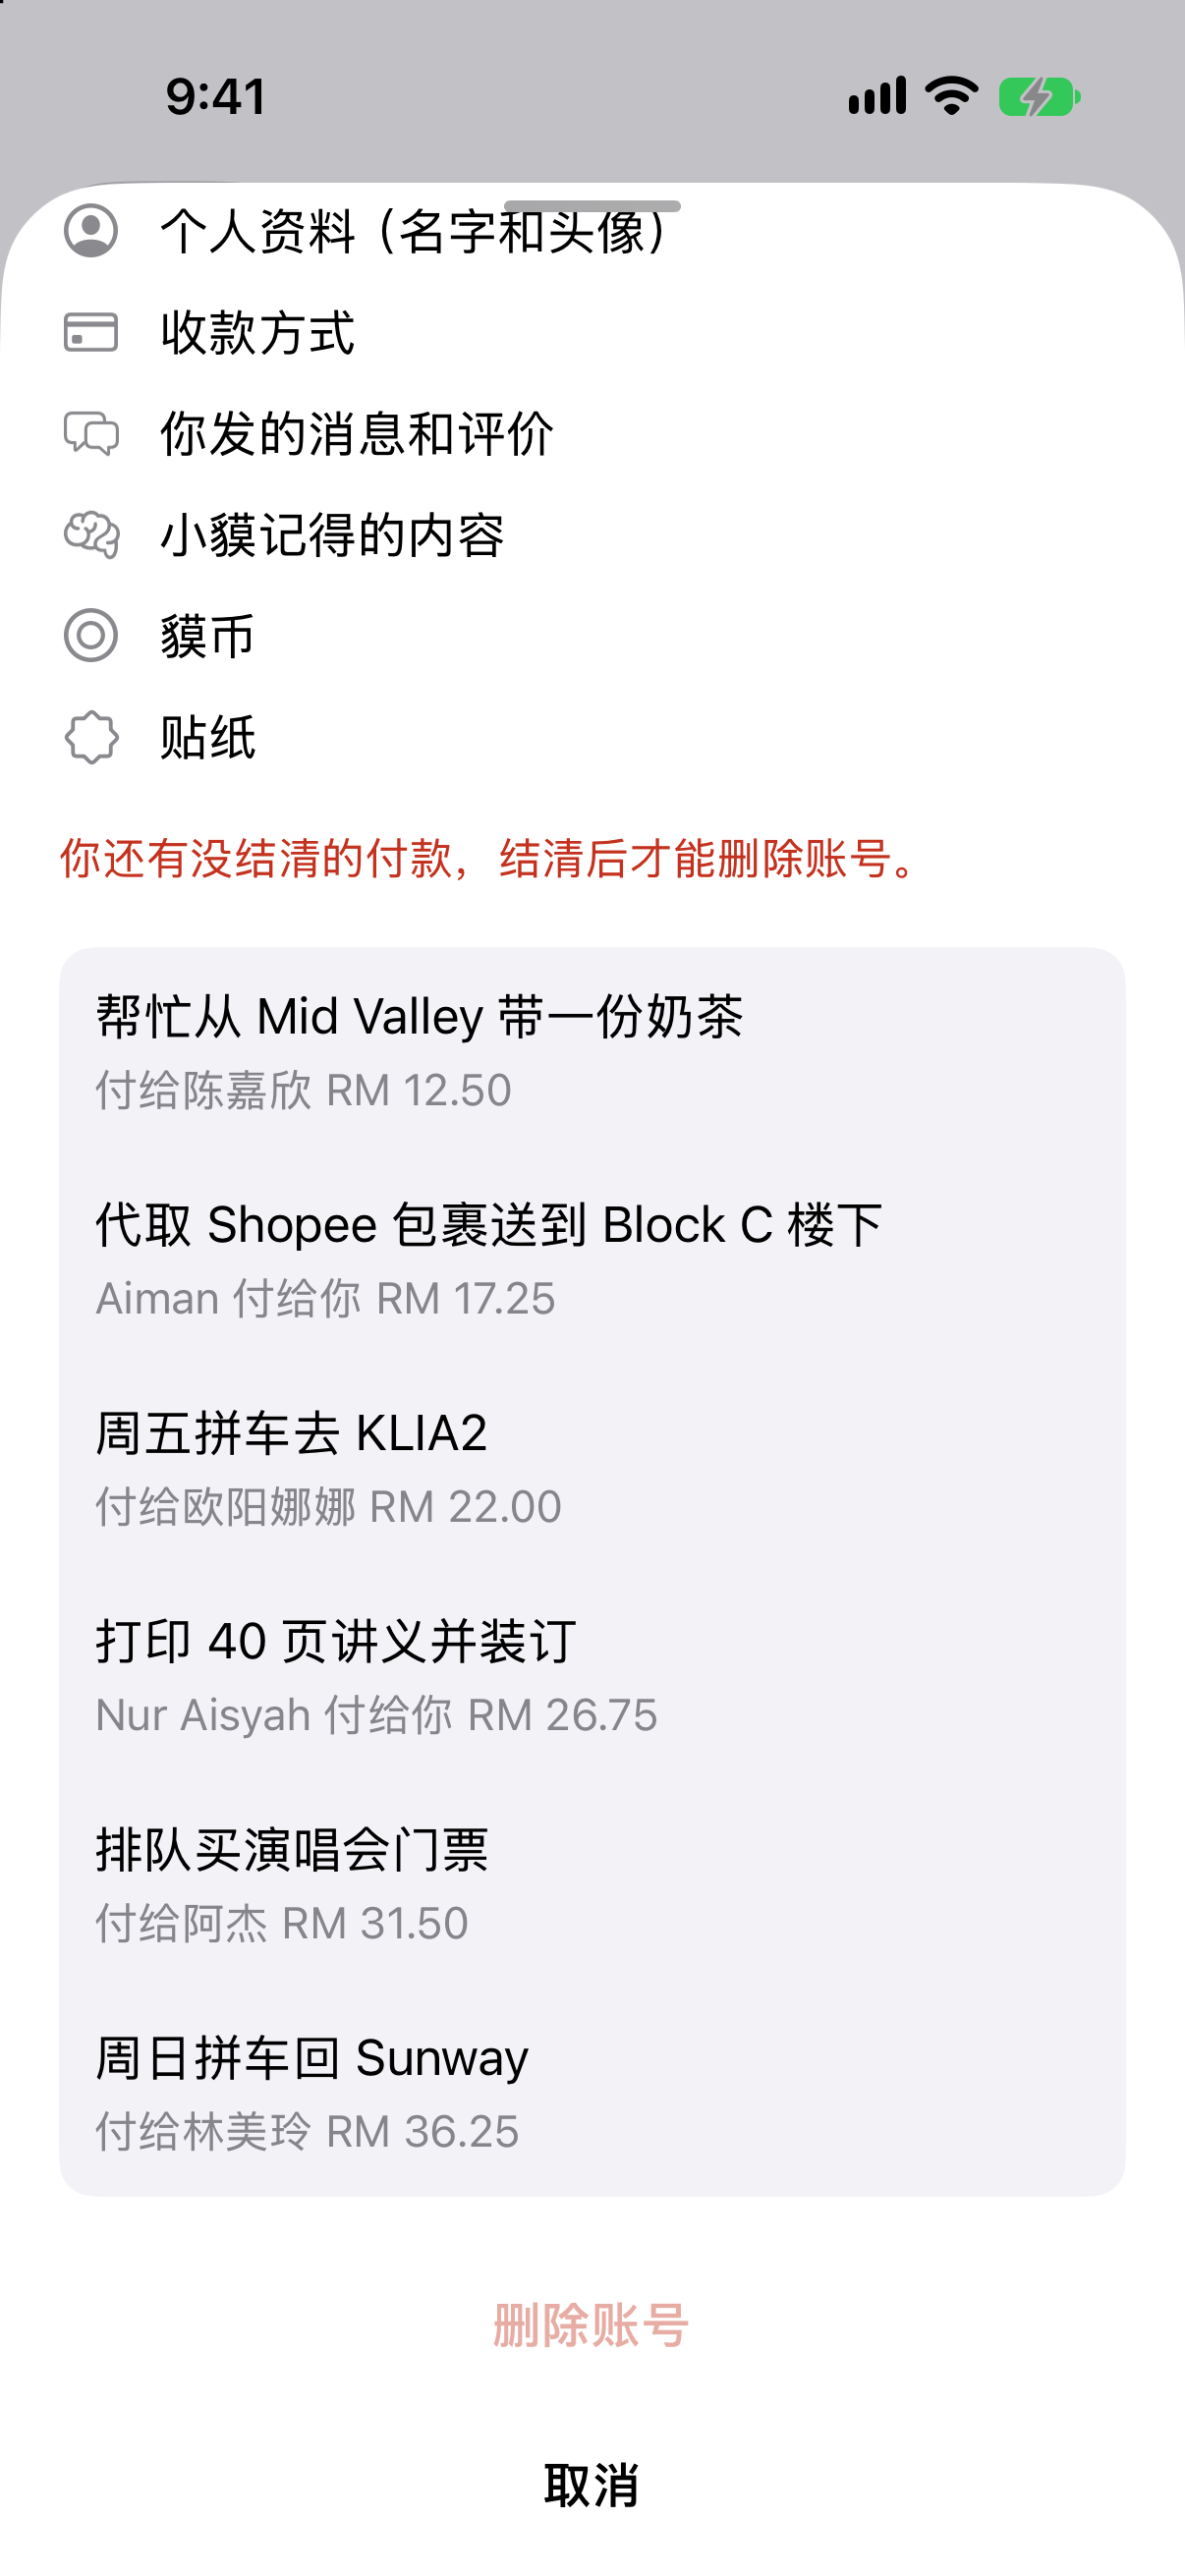 9:41
个人资料（名字和头像）
收款方式
你发的消息和评价
小貘记得的内容
貘币
贴纸
你还有没结清的付款，结清后才能删除账号。
帮忙从 Mid Valley 带一份奶茶
付给陈嘉欣 RM 12.50
代取 Shopee 包裹送到 Block C 楼下
Aiman 付给你 RM 17.25
周五拼车去 KLIA2
付给欧阳娜娜 RM 22.00
打印 40 页讲义并装订
Nur Aisyah 付给你 RM 26.75
排队买演唱会门票
付给阿杰 RM 31.50
周日拼车回 Sunway
付给林美玲 RM 36.25
删除账号
取消